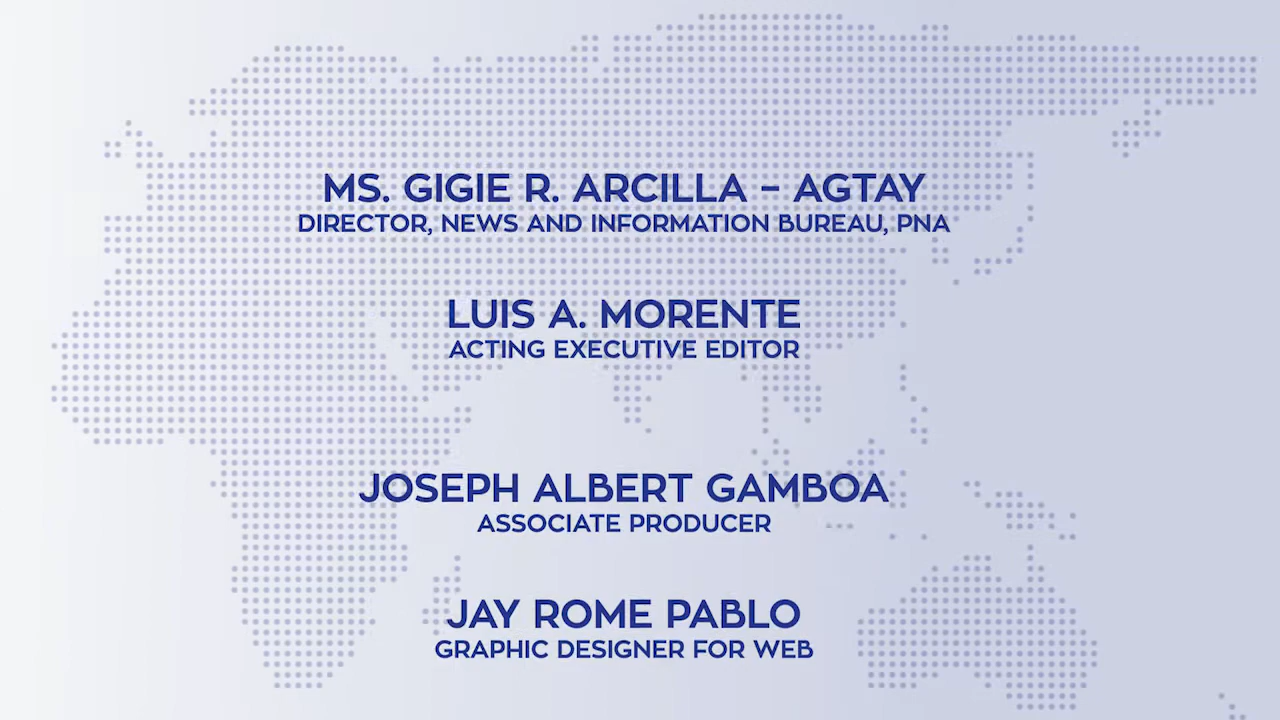 MS. GIGIE R. ARCILLA – AGTAY
DIRECTOR, NEWS AND INFORMATION BUREAU, PNA
LUIS A. MORENTE
ACTING EXECUTIVE EDITOR
JOSEPH ALBERT GAMBOA
ASSOCIATE PRODUCER
JAY ROME PABLO
GRAPHIC DESIGNER FOR WEB